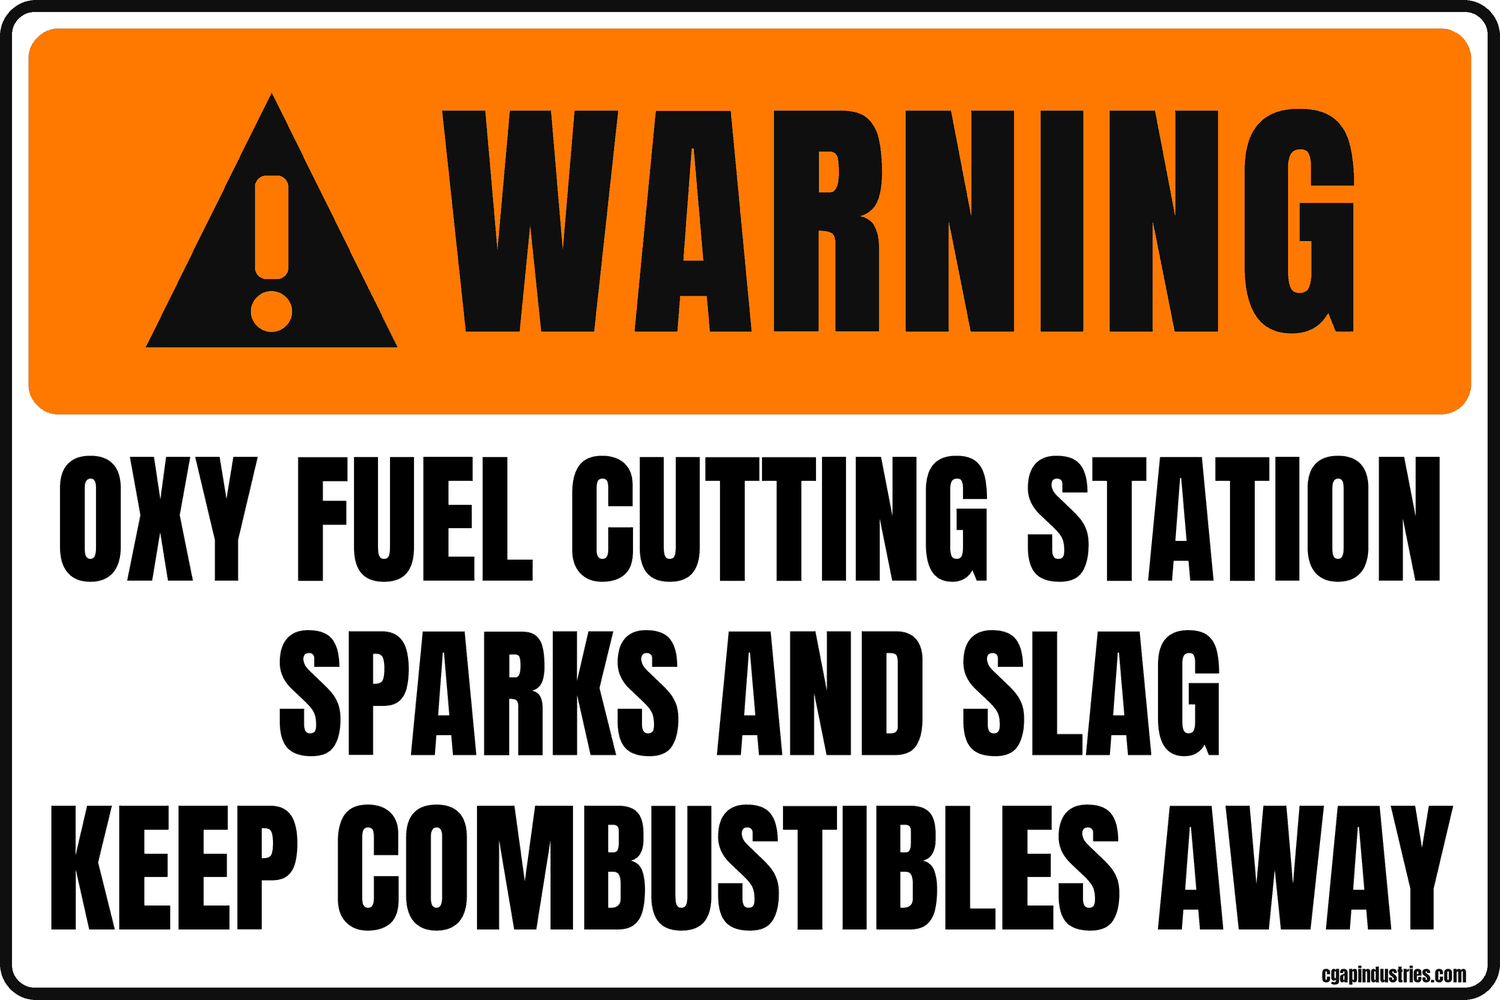 WARNING
OXY FUEL CUTTING STATION
SPARKS AND SLAG
KEEP COMBUSTIBLES AWAY
cgapindustries.com